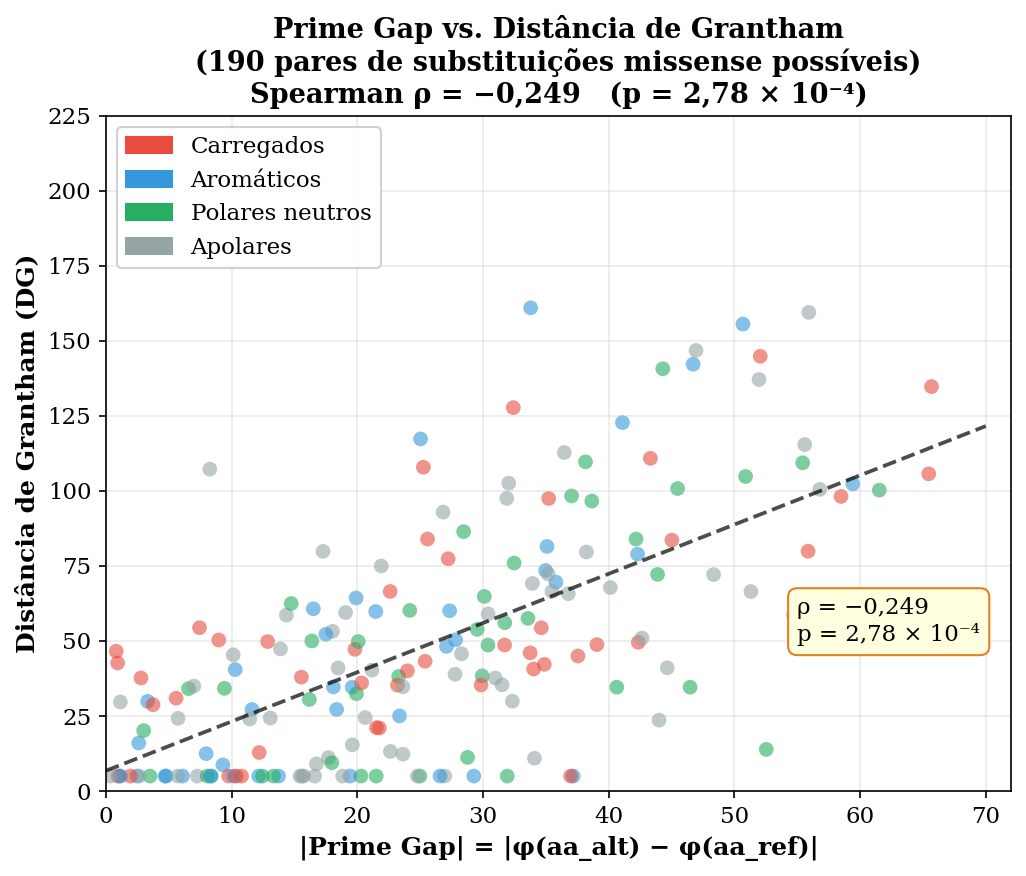 Prime Gap vs. Distância de Grantham
(190 pares de substituições missense possíveis)
Spearman ρ = −0,249   (p = 2,78 × 10⁻⁴)
Carregados
Aromáticos
Polares neutros
Apolares
Distância de Grantham (DG)
225
200
175
150
125
100
75
50
25
0
ρ = −0,249
p = 2,78 × 10⁻⁴
0 10 20 30 40 50 60 70
|Prime Gap| = |φ(aa_alt) − φ(aa_ref)|